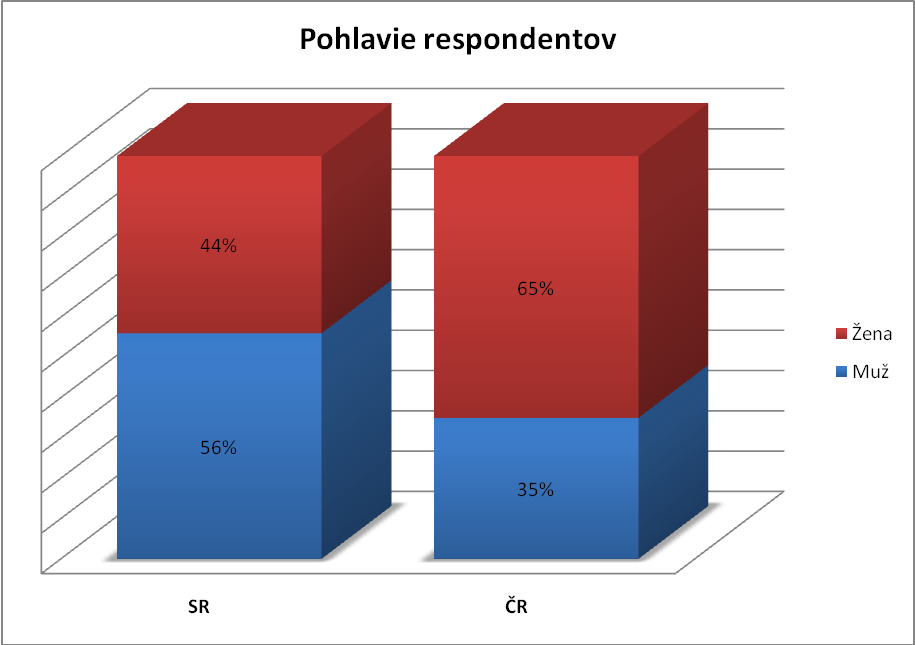 Pohlavie respondentov
44%
65%
56%
35%
Žena
Muž
SR
ČR